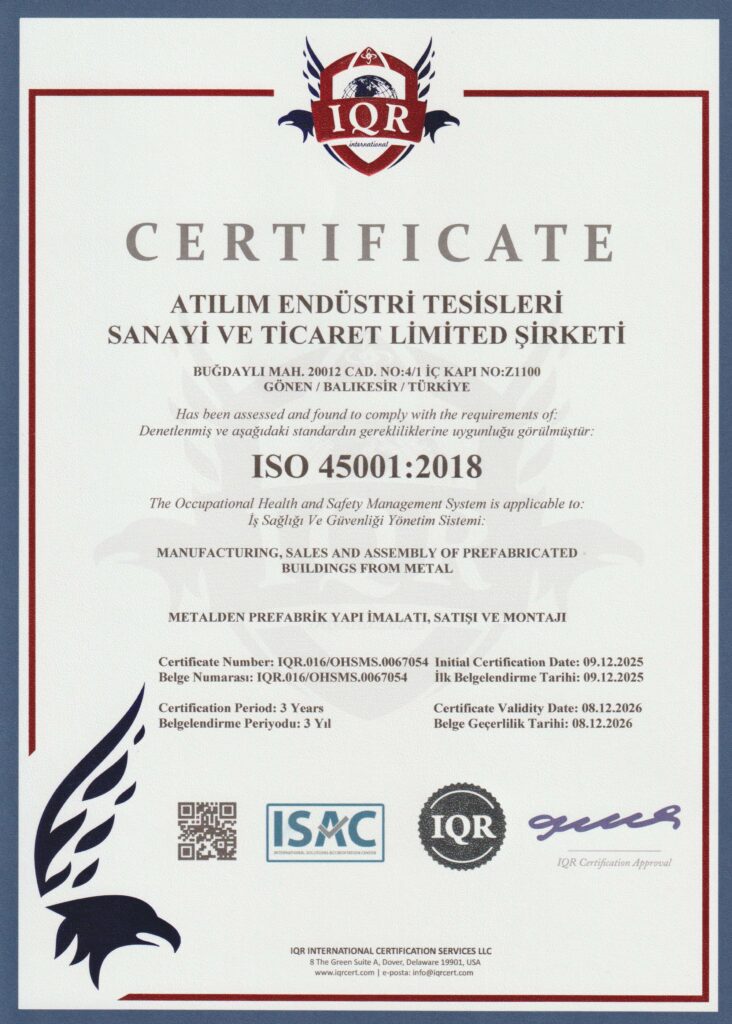 IQR
international
CERTIFICATE
ATILIM ENDÜSTRİ TESİSLERİ
SANAYİ VE TİCARET LİMİTED ŞİRKETİ
BUĞDAYLI MAH. 20012 CAD. NO:4/1 İÇ KAPI NO:Z1100
GÖNEN / BALIKESİR / TÜRKİYE
Has been assessed and found to comply with the requirements of:
Denetlenmiş ve aşağıdaki standardın gerekliliklerine uygunluğu görülmüştür:
ISO 45001:2018
The Occupational Health and Safety Management System is applicable to:
İş Sağlığı Ve Güvenliği Yönetim Sistemi:
MANUFACTURING, SALES AND ASSEMBLY OF PREFABRICATED
BUILDINGS FROM METAL
METALDEN PREFABRİK YAPI İMALATI, SATIŞI VE MONTAJI
Certificate Number: IQR.016/OHSMS.0067054 Initial Certification Date: 09.12.2025
Belge Numarası: IQR.016/OHSMS.0067054 İlk Belgelendirme Tarihi: 09.12.2025
Certification Period: 3 Years Certificate Validity Date: 08.12.2026
Belgelendirme Periyodu: 3 Yıl Belge Geçerlilik Tarihi: 08.12.2026
ISAC
INTERNATIONAL SOLUTIONS ACCREDITATION CENTER
IQR
IQR Certification Approval
IQR INTERNATIONAL CERTIFICATION SERVICES LLC
8 The Green Suite A, Dover, Delaware 19901, USA
www.iqrcert.com | e-posta: info@iqrcert.com